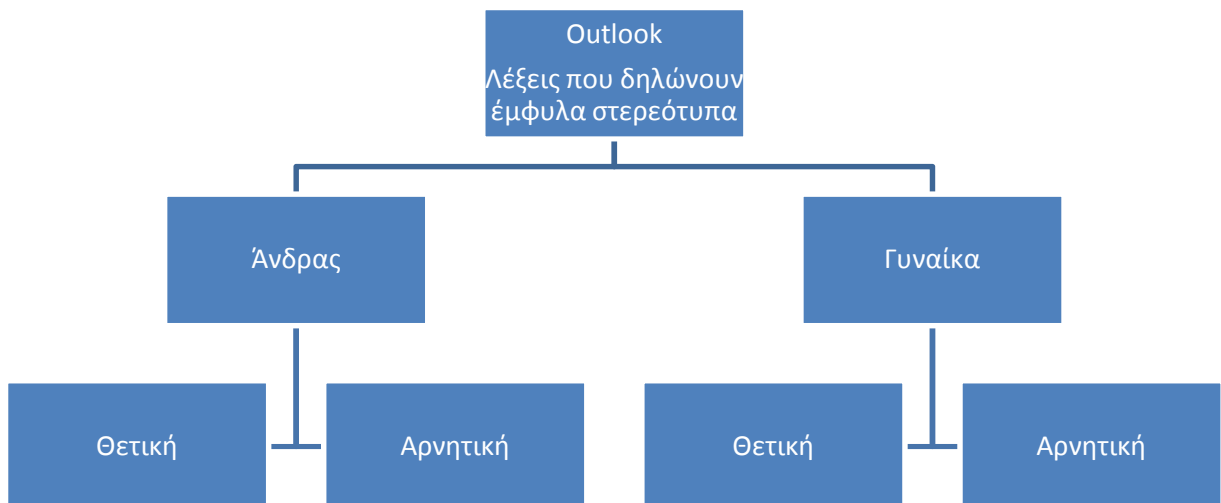 Outlook
Λέξεις που δηλώνουν
έμφυλα στερεότυπα
Άνδρας
Γυναίκα
Θετική
Αρνητική
Θετική
Αρνητική